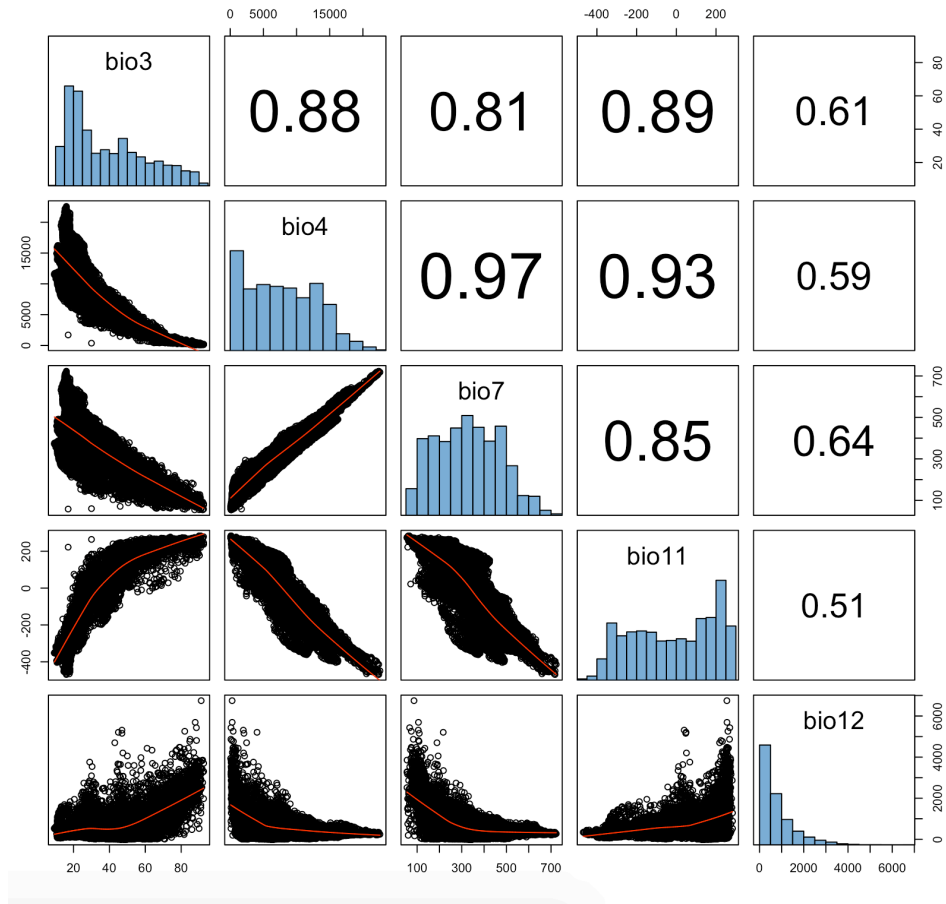 0 5000 15000 -400 -200 0 200
bio3 0.88 0.81 0.89 0.61 20 40 60 80
0 5000 15000 bio4 0.97 0.93 0.59
bio7 0.85 0.64 100 300 500 700
-400 -200 0 200 bio11 0.51
bio12 0 2000 4000 6000
20 40 60 80 100 300 500 700 0 2000 4000 6000